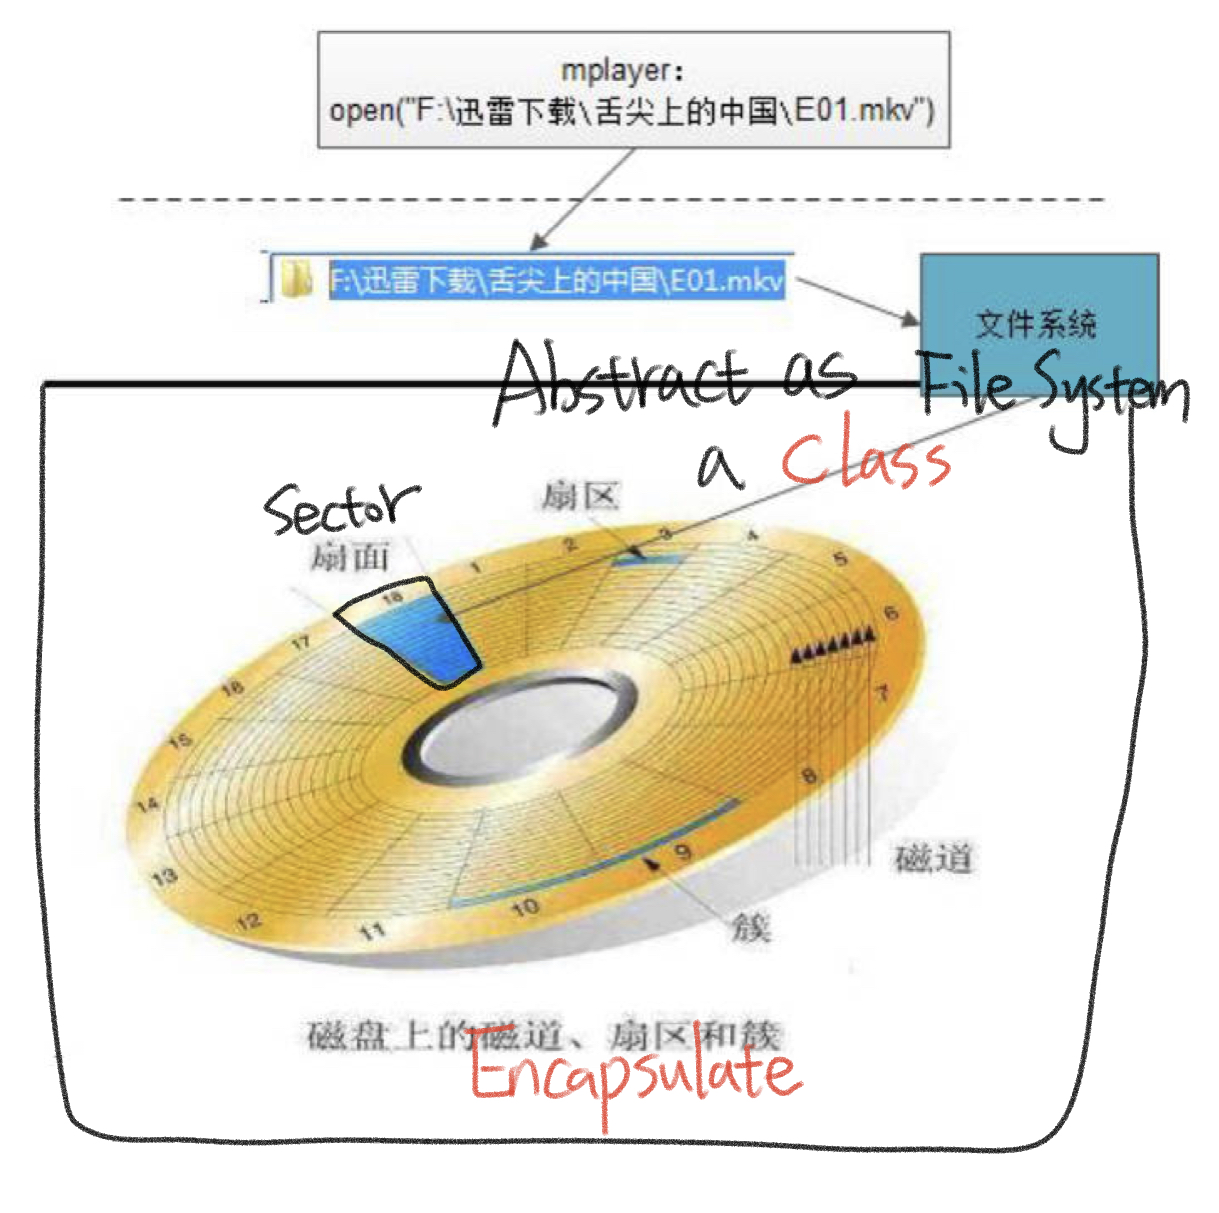 mplayer:
open("F:\迅雷下载\舌尖上的中国\E01.mkv")
F:\迅雷下载\舌尖上的中国\E01.mkv
文件系统
Abstract as File System
a Class
Sector
扇区
扇面
1
2
3
4
5
6
7
8
9
10
11
12
13
14
15
16
17
18
磁道
簇
磁盘上的磁道、扇区和簇
Encapsulate